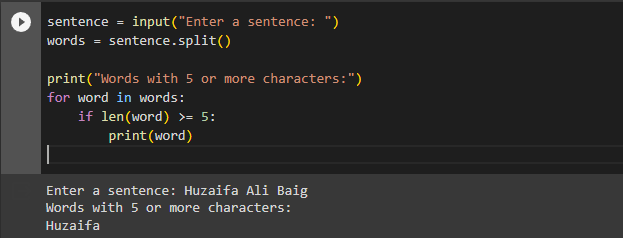 sentence = input("Enter a sentence: ")
words = sentence.split()

print("Words with 5 or more characters:")
for word in words:
    if len(word) >= 5:
        print(word)

Enter a sentence: Huzaifa Ali Baig
Words with 5 or more characters:
Huzaifa